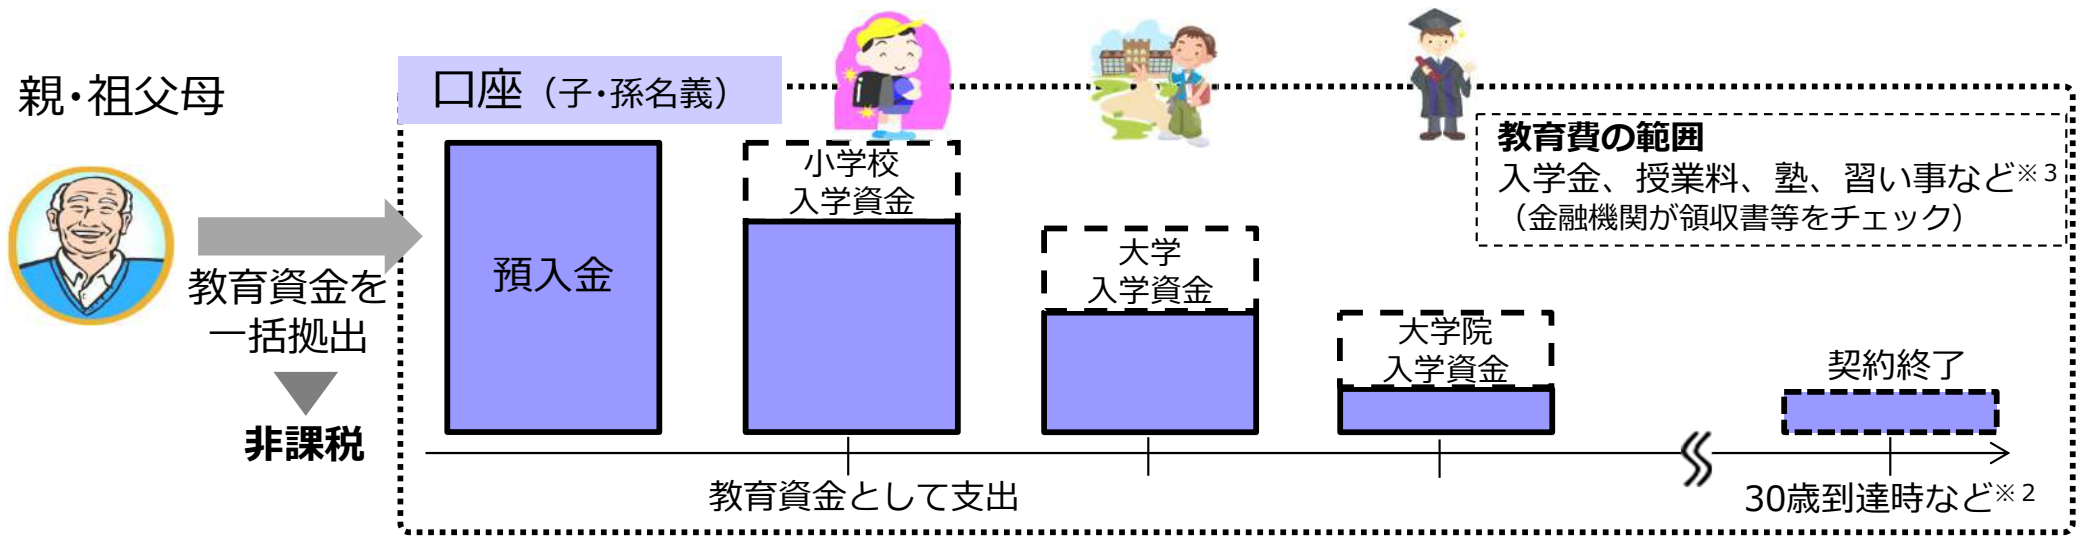 親・祖父母
教育資金を
一括拠出
非課税
口座（子・孫名義）
預入金
小学校
入学資金
大学
入学資金
大学院
入学資金
教育費の範囲
入学金、授業料、塾、習い事など※3
（金融機関が領収書等をチェック）
契約終了
教育資金として支出
30歳到達時など※2